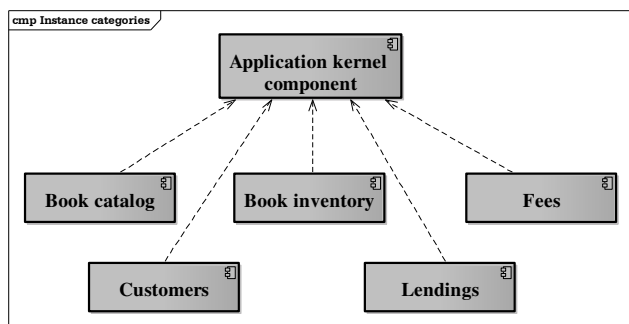 cmp Instance categories
Application kernel
component
Book catalog
Book inventory
Fees
Customers
Lendings